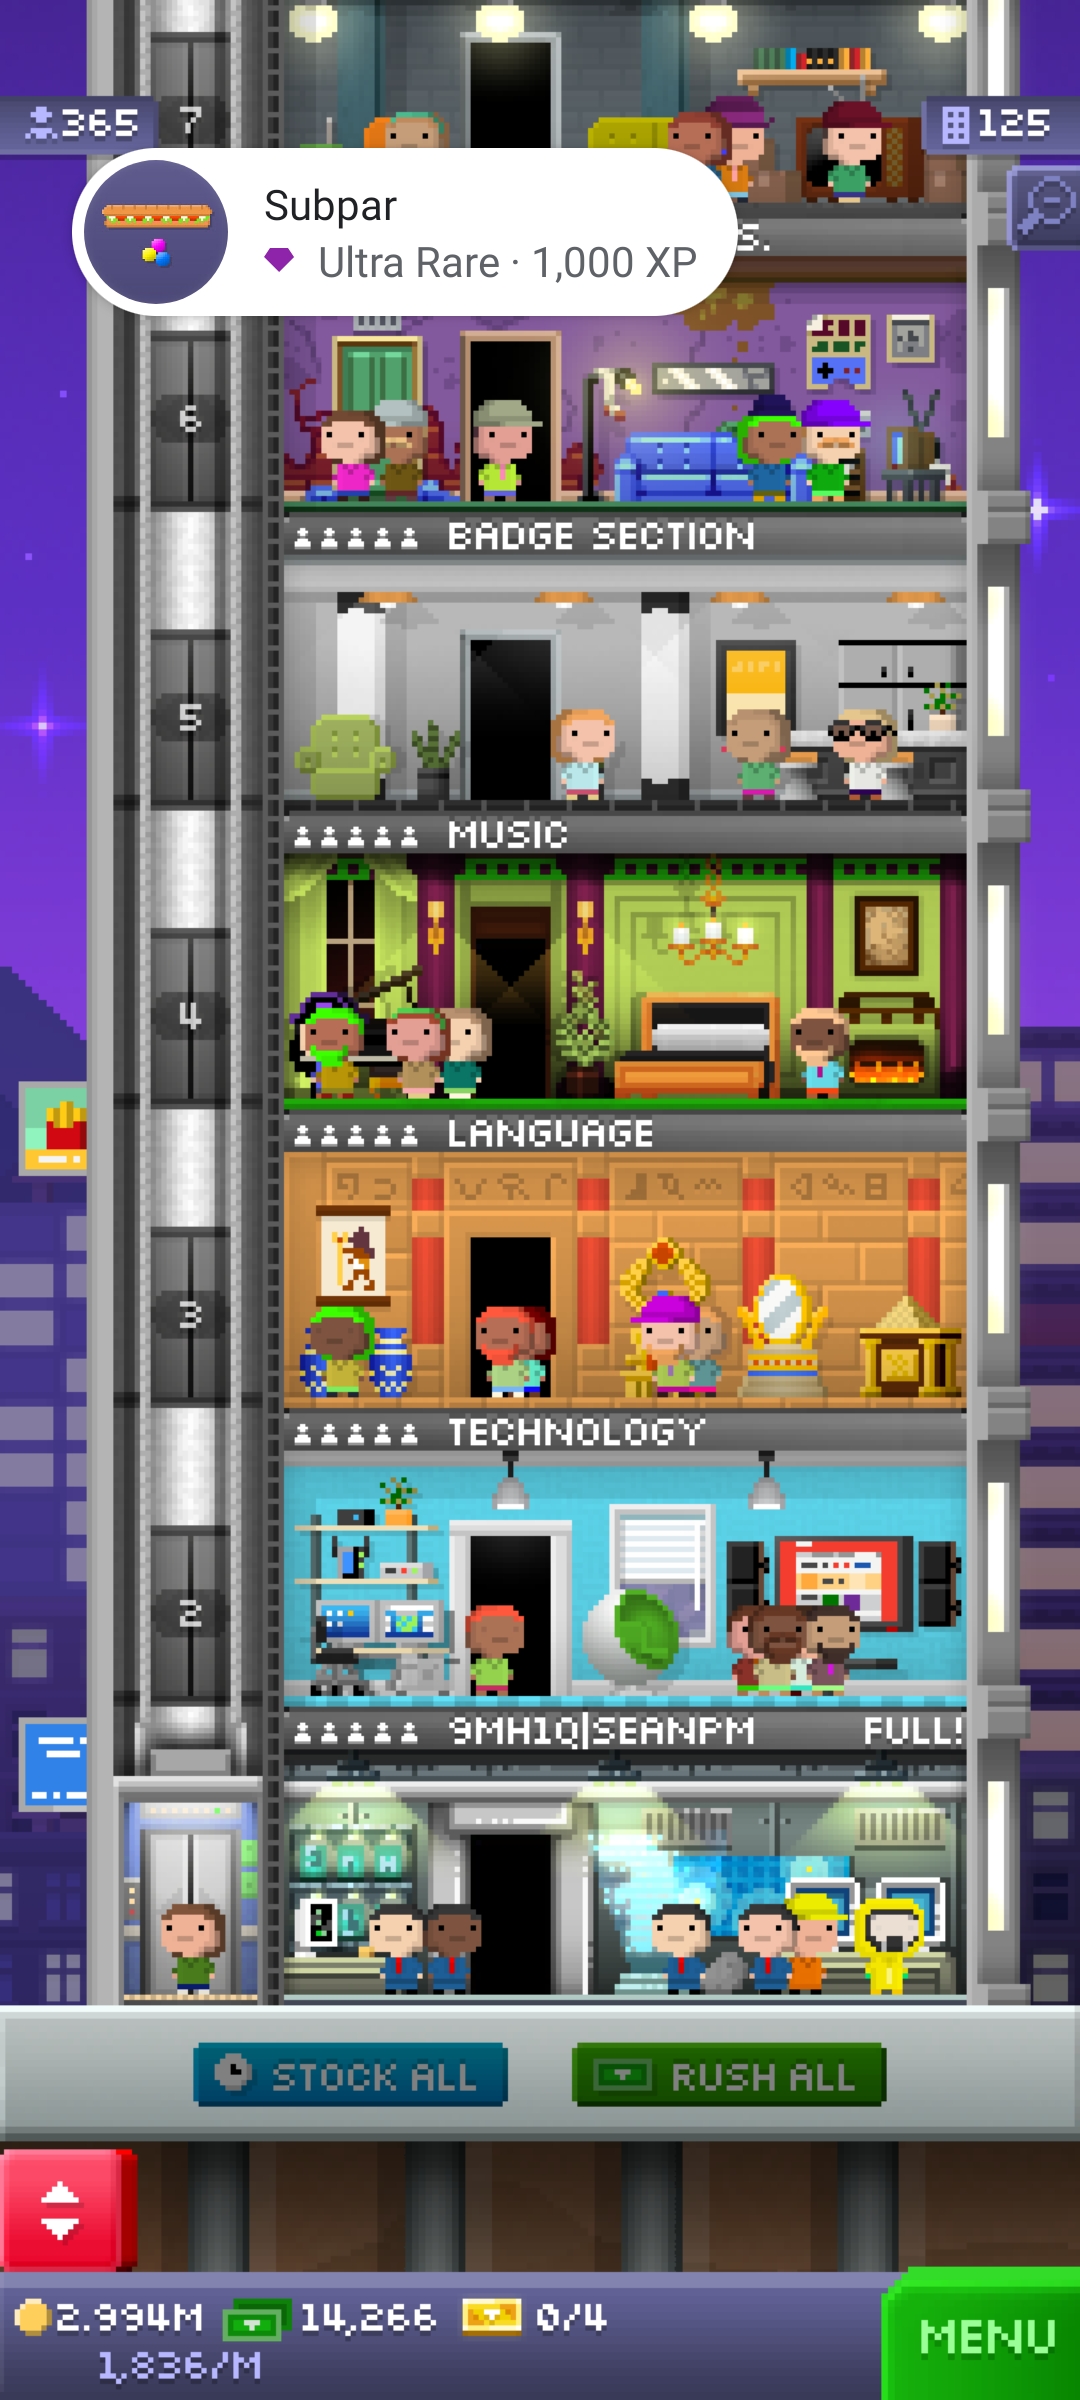 7
365
125
Subpar
Ultra Rare · 1,000 XP
S.
6
BADGE SECTION
5
MUSIC
4
LANGUAGE
3
TECHNOLOGY
2
9MH1Q|SEANPM FULL!
STOCK ALL
RUSH ALL
2.994M 14,266 0/4
1,836/M
MENU